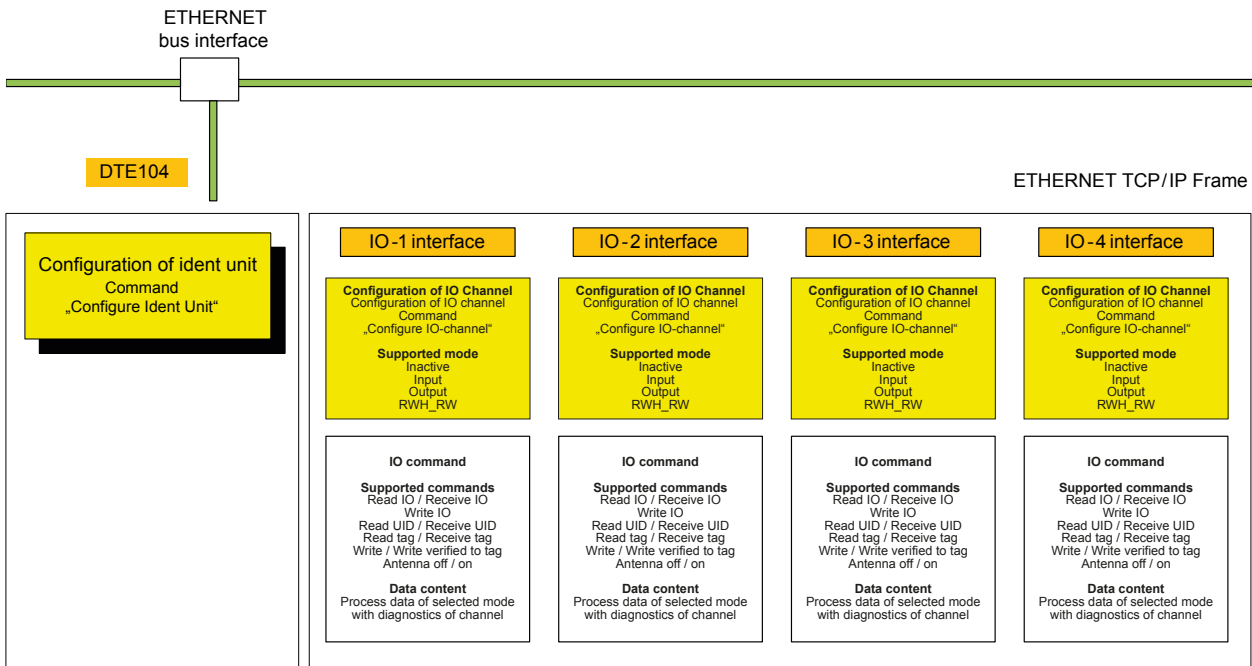 ETHERNET
bus interface
DTE104
ETHERNET TCP/IP Frame
Configuration of ident unit
Command
„Configure Ident Unit“
IO-1 interface
Configuration of IO Channel
Configuration of IO channel
Command
„Configure IO-channel“
Supported mode
Inactive
Input
Output
RWH_RW
IO command
Supported commands
Read IO / Receive IO
Write IO
Read UID / Receive UID
Read tag / Receive tag
Write / Write verified to tag
Antenna off / on
Data content
Process data of selected mode
with diagnostics of channel
IO-2 interface
Configuration of IO Channel
Configuration of IO channel
Command
„Configure IO-channel“
Supported mode
Inactive
Input
Output
RWH_RW
IO command
Supported commands
Read IO / Receive IO
Write IO
Read UID / Receive UID
Read tag / Receive tag
Write / Write verified to tag
Antenna off / on
Data content
Process data of selected mode
with diagnostics of channel
IO-3 interface
Configuration of IO Channel
Configuration of IO channel
Command
„Configure IO-channel“
Supported mode
Inactive
Input
Output
RWH_RW
IO command
Supported commands
Read IO / Receive IO
Write IO
Read UID / Receive UID
Read tag / Receive tag
Write / Write verified to tag
Antenna off / on
Data content
Process data of selected mode
with diagnostics of channel
IO-4 interface
Configuration of IO Channel
Configuration of IO channel
Command
„Configure IO-channel“
Supported mode
Inactive
Input
Output
RWH_RW
IO command
Supported commands
Read IO / Receive IO
Write IO
Read UID / Receive UID
Read tag / Receive tag
Write / Write verified to tag
Antenna off / on
Data content
Process data of selected mode
with diagnostics of channel